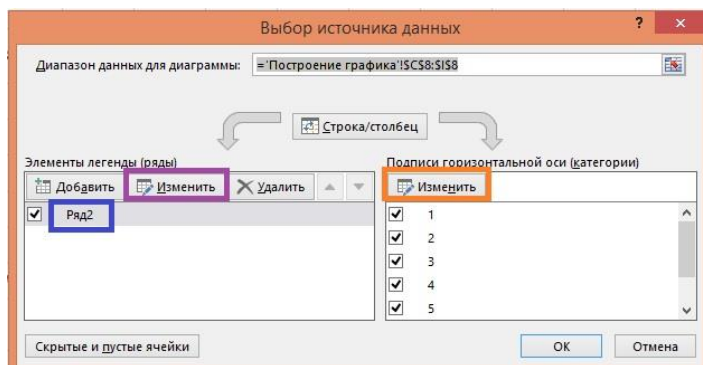 Выбор источника данных
? ×
Диапазон данных для диаграммы: ='Построение графика'!$C$8:$I$8
Строка/столбец
Элементы легенды (ряды)
Добавить Изменить Удалить
Ряд2
Подписи горизонтальной оси (категории)
Изменить
1
2
3
4
5
Скрытые и пустые ячейки
ОК Отмена